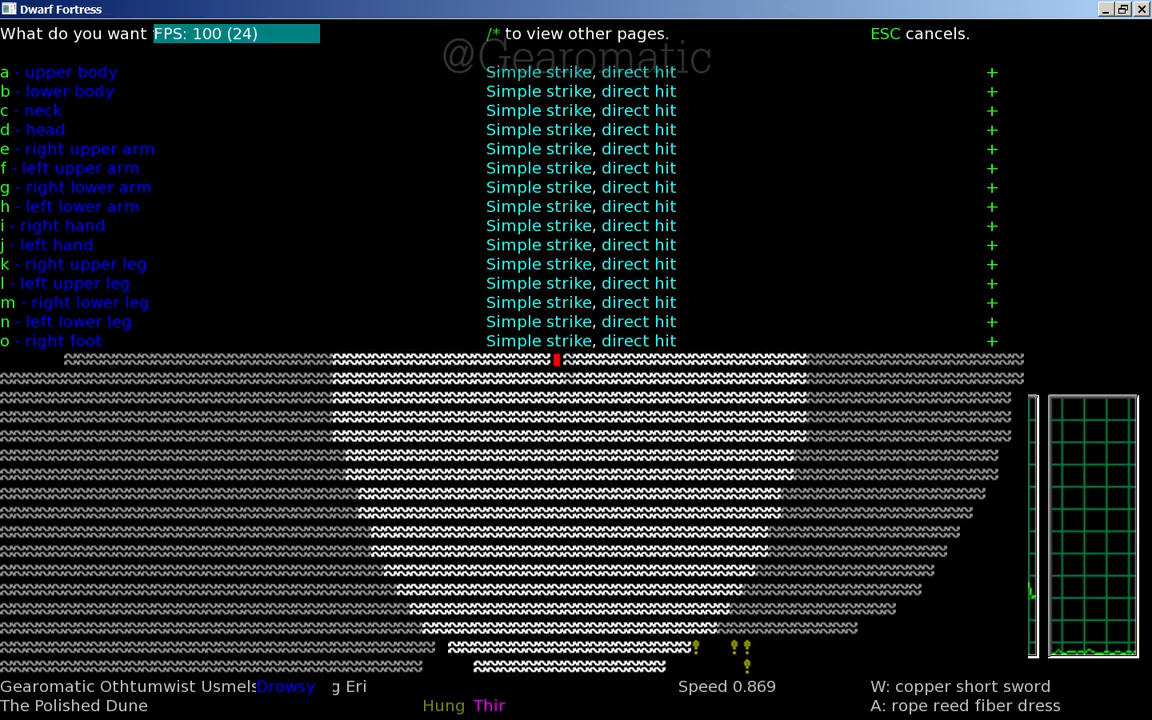 Dwarf Fortress
What do you want FPS: 100 (24) /* to view other pages. ESC cancels.
@Gearomatic
a - upper body Simple strike, direct hit +
b - lower body Simple strike, direct hit +
c - neck Simple strike, direct hit +
d - head Simple strike, direct hit +
e - right upper arm Simple strike, direct hit +
f - left upper arm Simple strike, direct hit +
g - right lower arm Simple strike, direct hit +
h - left lower arm Simple strike, direct hit +
i - right hand Simple strike, direct hit +
j - left hand Simple strike, direct hit +
k - right upper leg Simple strike, direct hit +
l - left upper leg Simple strike, direct hit +
m - right lower leg Simple strike, direct hit +
n - left lower leg Simple strike, direct hit +
o - right foot Simple strike, direct hit +
Gearomatic Othtumwist Usmels Drowsy g Eri Speed 0.869 W: copper short sword
The Polished Dune Hung Thir A: rope reed fiber dress